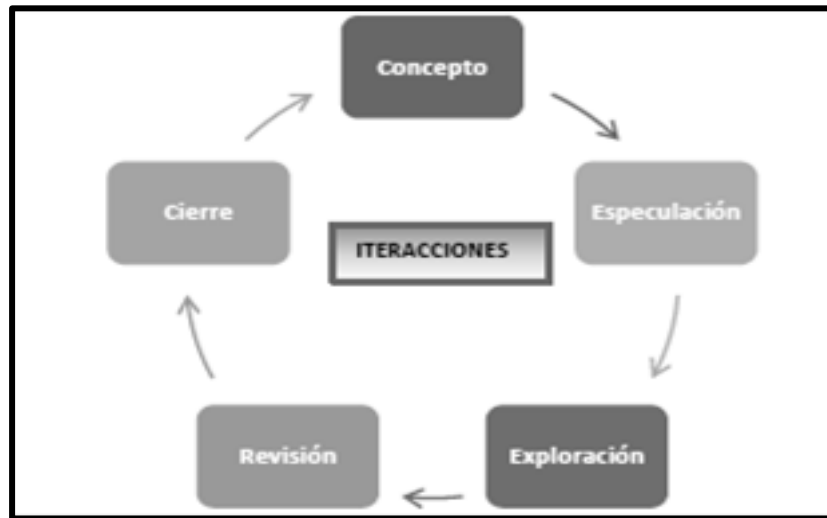 Concepto
Especulación
Exploración
Revisión
Cierre
ITERACCIONES